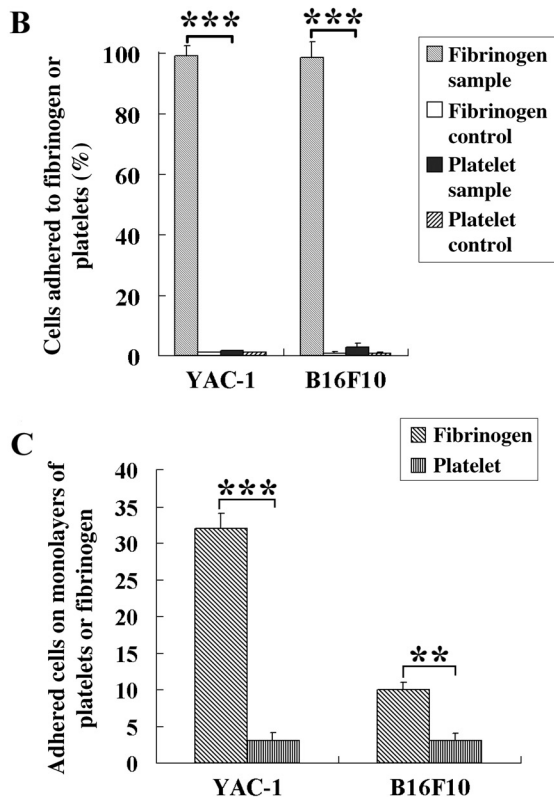 B
Cells adhered to fibrinogen or
platelets (%)
100
80
60
40
20
0
***
***
YAC-1
B16F10
Fibrinogen
sample
Fibrinogen
control
Platelet
sample
Platelet
control
C
Adhered cells on monolayers of
platelets or fibrinogen
40
35
30
25
20
15
10
5
0
***
**
YAC-1
B16F10
Fibrinogen
Platelet